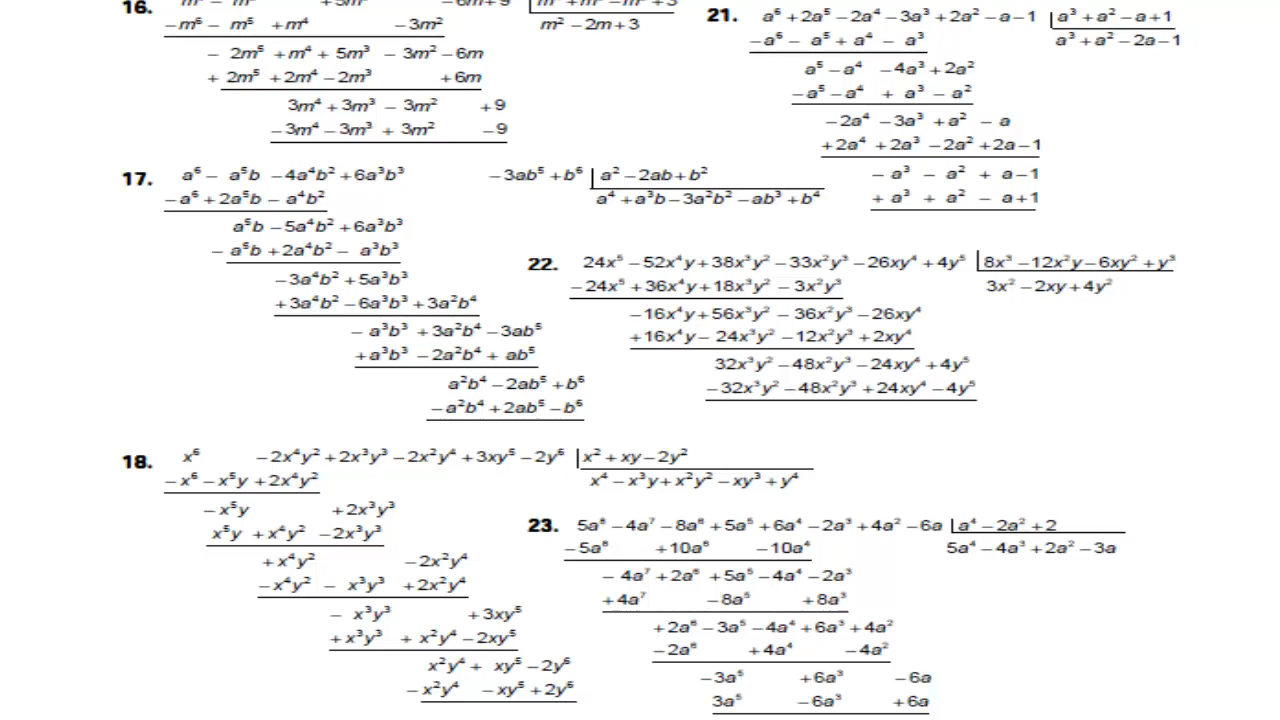 16. − 6m + 9 m² − 2m + 3
− m⁶ − m⁵ + m⁴ − 3m²
− 2m⁵ + m⁴ + 5m³ − 3m² − 6m
+ 2m⁵ + 2m⁴ − 2m³ + 6m
3m⁴ + 3m³ − 3m² + 9
− 3m⁴ − 3m³ + 3m² − 9
17. a⁶ − a⁵b − 4a⁴b² + 6a³b³ − 3ab⁵ + b⁶ a² − 2ab + b²
− a⁶ + 2a⁵b − a⁴b² a⁴ + a³b − 3a²b² − ab³ + b⁴
a⁵b − 5a⁴b² + 6a³b³
− a⁵b + 2a⁴b² − a³b³
− 3a⁴b² + 5a³b³
+ 3a⁴b² − 6a³b³ + 3a²b⁴
− a³b³ + 3a²b⁴ − 3ab⁵
+ a³b³ − 2a²b⁴ + ab⁵
a²b⁴ − 2ab⁵ + b⁶
− a²b⁴ + 2ab⁵ − b⁶
18. x⁶ − 2x⁴y² + 2x³y³ − 2x²y⁴ + 3xy⁵ − 2y⁶ x² + xy − 2y²
− x⁶ − x⁵y + 2x⁴y² x⁴ − x³y + x²y² − xy³ + y⁴
− x⁵y + 2x³y³
x⁵y + x⁴y² − 2x³y³
+ x⁴y² − 2x²y⁴
− x⁴y² − x³y³ + 2x²y⁴
− x³y³ + 3xy⁵
+ x³y³ + x²y⁴ − 2xy⁵
x²y⁴ + xy⁵ − 2y⁶
− x²y⁴ − xy⁵ + 2y⁶
21. a⁶ + 2a⁵ − 2a⁴ − 3a³ + 2a² − a − 1 a³ + a² − a + 1
− a⁶ − a⁵ + a⁴ − a³ a³ + a² − 2a − 1
a⁵ − a⁴ − 4a³ + 2a²
− a⁵ − a⁴ + a³ − a²
− 2a⁴ − 3a³ + a² − a
+ 2a⁴ + 2a³ − 2a² + 2a − 1
− a³ − a² + a − 1
+ a³ + a² − a + 1
22. 24x⁵ − 52x⁴y + 38x³y² − 33x²y³ − 26xy⁴ + 4y⁵ 8x³ − 12x²y − 6xy² + y³
− 24x⁵ + 36x⁴y + 18x³y² − 3x²y³ 3x² − 2xy + 4y²
− 16x⁴y + 56x³y² − 36x²y³ − 26xy⁴
+ 16x⁴y − 24x³y² − 12x²y³ + 2xy⁴
32x³y² − 48x²y³ − 24xy⁴ + 4y⁵
− 32x³y² − 48x²y³ + 24xy⁴ − 4y⁵
23. 5a⁸ − 4a⁷ − 8a⁶ + 5a⁵ + 6a⁴ − 2a³ + 4a² − 6a a⁴ − 2a² + 2
− 5a⁸ + 10a⁶ − 10a⁴ 5a⁴ − 4a³ + 2a² − 3a
− 4a⁷ + 2a⁶ + 5a⁵ − 4a⁴ − 2a³
+ 4a⁷ − 8a⁵ + 8a³
+ 2a⁶ − 3a⁵ − 4a⁴ + 6a³ + 4a²
− 2a⁶ + 4a⁴ − 4a²
− 3a⁵ + 6a³ − 6a
3a⁵ − 6a³ + 6a